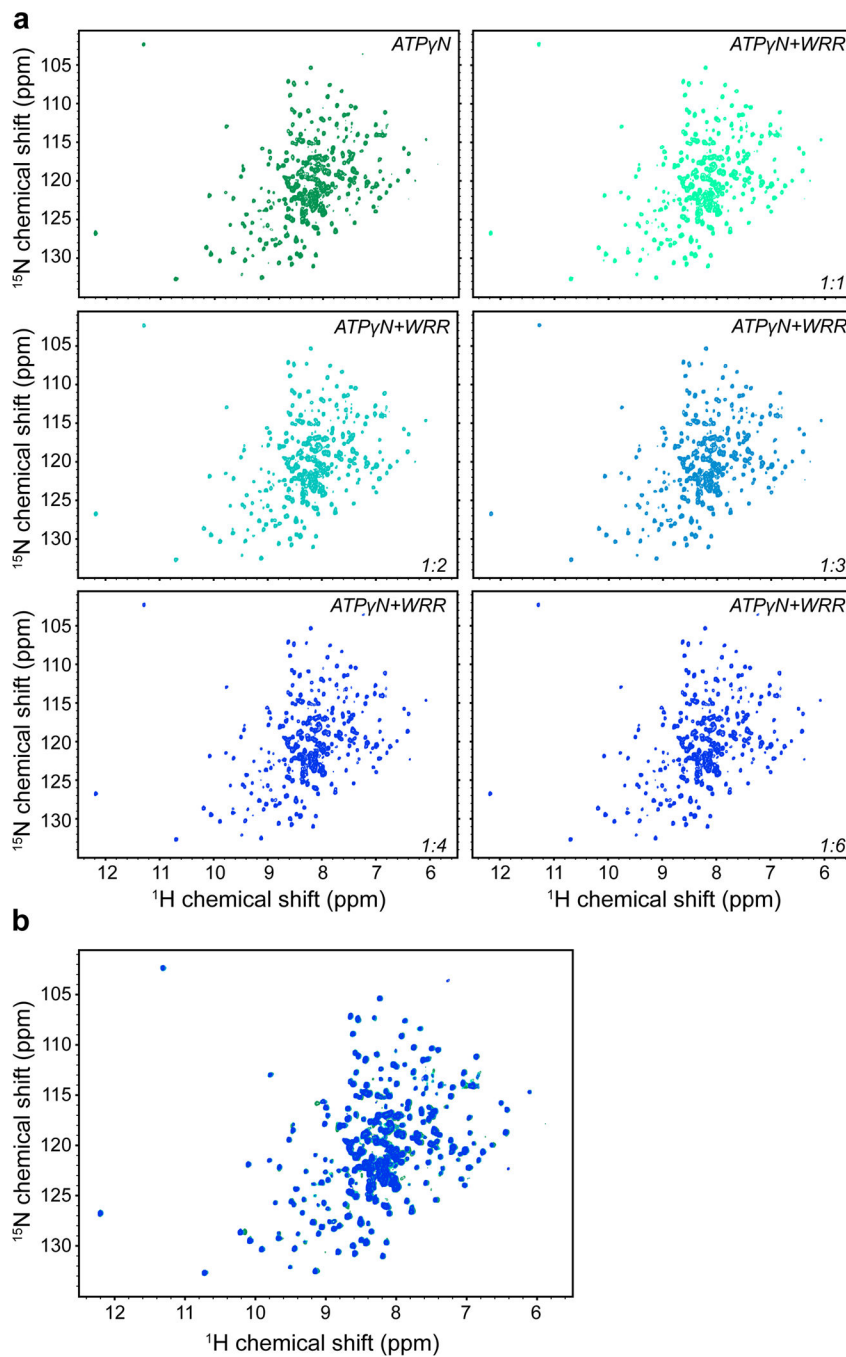 a
ATPγN
ATPγN+WRR
105
110
115
120
125
130
15N chemical shift (ppm)
1:1
ATPγN+WRR
ATPγN+WRR
105
110
115
120
125
130
15N chemical shift (ppm)
1:2
1:3
ATPγN+WRR
ATPγN+WRR
105
110
115
120
125
130
15N chemical shift (ppm)
1:4
1:6
12 11 10 9 8 7 6
12 11 10 9 8 7 6
1H chemical shift (ppm)
1H chemical shift (ppm)
b
105
110
115
120
125
130
15N chemical shift (ppm)
12 11 10 9 8 7 6
1H chemical shift (ppm)